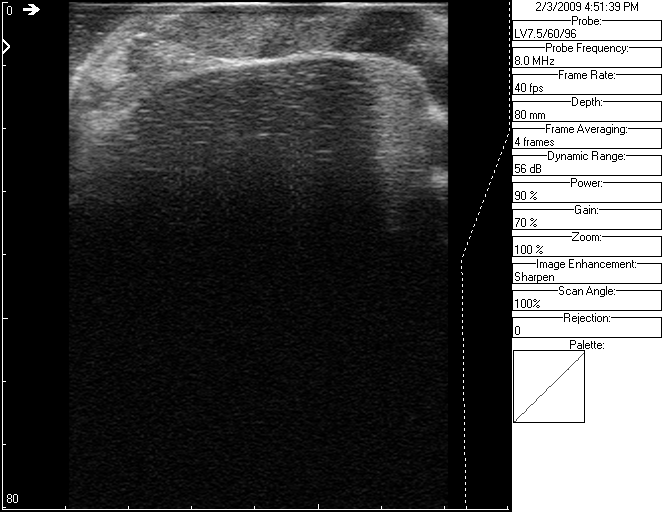 0
80
2/3/2009 4:51:39 PM
Probe:
LV7.5/60/96
Probe Frequency:
8.0 MHz
Frame Rate:
40 fps
Depth:
80 mm
Frame Averaging:
4 frames
Dynamic Range:
56 dB
Power:
90 %
Gain:
70 %
Zoom:
100 %
Image Enhancement:
Sharpen
Scan Angle:
100%
Rejection:
0
Palette: